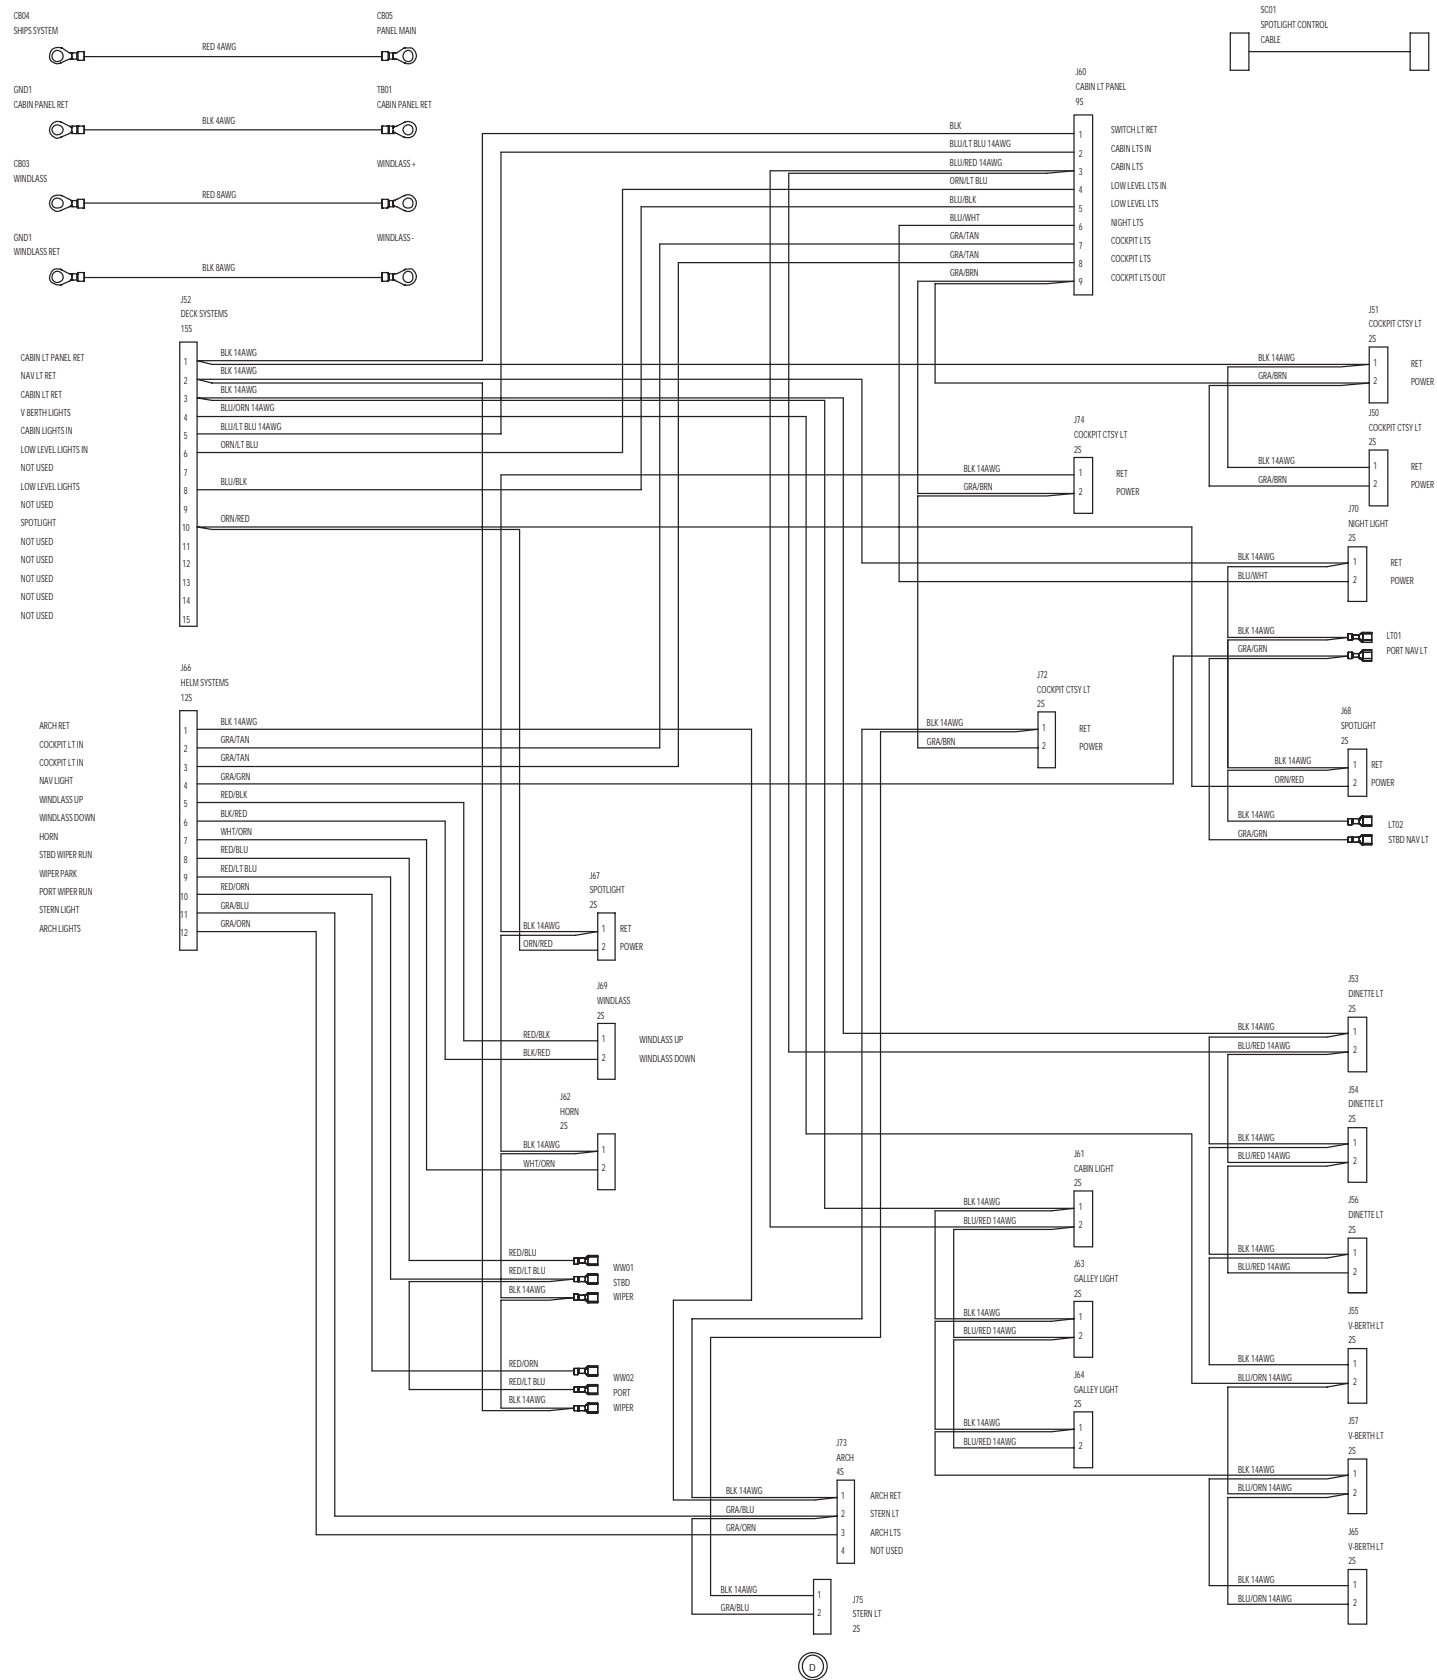 CB04
SHIPS SYSTEM
RED 4AWG
CB05
PANEL MAIN
GND1
CABIN PANEL RET
BLK 4AWG
TB01
CABIN PANEL RET
CB03
WINDLASS
RED 8AWG
WINDLASS +
GND1
WINDLASS RET
BLK 8AWG
WINDLASS -
SC01
SPOTLIGHT CONTROL
CABLE
J60
CABIN LT PANEL
9S
BLK 1 SWITCH LT RET
BLU/LT BLU 14AWG 2 CABIN LTS IN
BLU/RED 14AWG 3 CABIN LTS
ORN/LT BLU 4 LOW LEVEL LTS IN
BLU/BLK 5 LOW LEVEL LTS
BLU/WHT 6 NIGHT LTS
GRA/TAN 7 COCKPIT LTS
GRA/TAN 8 COCKPIT LTS
GRA/BRN 9 COCKPIT LTS OUT
J52
DECK SYSTEMS
15S
CABIN LT PANEL RET 1 BLK 14AWG
NAV LT RET 2 BLK 14AWG
CABIN LT RET 3 BLK 14AWG
V BERTH LIGHTS 4 BLU/ORN 14AWG
CABIN LIGHTS IN 5 BLU/LT BLU 14AWG
LOW LEVEL LIGHTS IN 6 ORN/LT BLU
NOT USED 7
LOW LEVEL LIGHTS 8 BLU/BLK
NOT USED 9
SPOTLIGHT 10 ORN/RED
NOT USED 11
NOT USED 12
NOT USED 13
NOT USED 14
NOT USED 15
J51
COCKPIT CTSY LT
2S
BLK 14AWG 1 RET
GRA/BRN 2 POWER
J50
COCKPIT CTSY LT
2S
BLK 14AWG 1 RET
GRA/BRN 2 POWER
J74
COCKPIT CTSY LT
2S
BLK 14AWG 1 RET
GRA/BRN 2 POWER
J70
NIGHT LIGHT
2S
BLK 14AWG 1 RET
BLU/WHT 2 POWER
BLK 14AWG LT01
GRA/GRN PORT NAV LT
J66
HELM SYSTEMS
12S
ARCH RET 1 BLK 14AWG
COCKPIT LT IN 2 GRA/TAN
COCKPIT LT IN 3 GRA/TAN
NAV LIGHT 4 GRA/GRN
WINDLASS UP 5 RED/BLK
WINDLASS DOWN 6 BLK/RED
HORN 7 WHT/ORN
STBD WIPER RUN 8 RED/BLU
WIPER PARK 9 RED/LT BLU
PORT WIPER RUN 10 RED/ORN
STERN LIGHT 11 GRA/BLU
ARCH LIGHTS 12 GRA/ORN
J72
COCKPIT CTSY LT
2S
BLK 14AWG 1 RET
GRA/BRN 2 POWER
J68
SPOTLIGHT
2S
BLK 14AWG 1 RET
ORN/RED 2 POWER
BLK 14AWG LT02
GRA/GRN STBD NAV LT
J67
SPOTLIGHT
2S
BLK 14AWG 1 RET
ORN/RED 2 POWER
J69
WINDLASS
2S
RED/BLK 1 WINDLASS UP
BLK/RED 2 WINDLASS DOWN
J62
HORN
2S
BLK 14AWG 1
WHT/ORN 2
RED/BLU WW01
RED/LT BLU STBD
BLK 14AWG WIPER
RED/ORN WW02
RED/LT BLU PORT
BLK 14AWG WIPER
J53
DINETTE LT
2S
BLK 14AWG 1
BLU/RED 14AWG 2
J54
DINETTE LT
2S
BLK 14AWG 1
BLU/RED 14AWG 2
J56
DINETTE LT
2S
BLK 14AWG 1
BLU/RED 14AWG 2
J55
V-BERTH LT
2S
BLK 14AWG 1
BLU/ORN 14AWG 2
J57
V-BERTH LT
2S
BLK 14AWG 1
BLU/ORN 14AWG 2
J65
V-BERTH LT
2S
BLK 14AWG 1
BLU/ORN 14AWG 2
J61
CABIN LIGHT
2S
BLK 14AWG 1
BLU/RED 14AWG 2
J63
GALLEY LIGHT
2S
BLK 14AWG 1
BLU/RED 14AWG 2
J64
GALLEY LIGHT
2S
BLK 14AWG 1
BLU/RED 14AWG 2
J73
ARCH
4S
BLK 14AWG 1 ARCH RET
GRA/BLU 2 STERN LT
GRA/ORN 3 ARCH LTS
4 NOT USED
BLK 14AWG 1 J75
GRA/BLU 2 STERN LT
2S
D